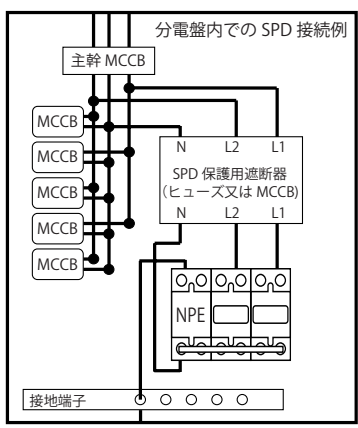 分電盤内での SPD 接続例
主幹 MCCB
MCCB
MCCB
MCCB
MCCB
MCCB
N L2 L1
SPD 保護用遮断器
(ヒューズ又は MCCB)
N L2 L1
NPE
接地端子